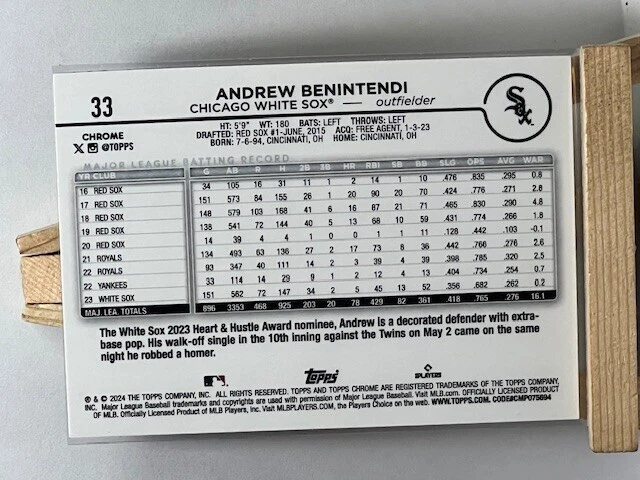 33
ANDREW BENINTENDI
CHICAGO WHITE SOX® — outfielder
Sox
CHROME
X @TOPPS
HT: 5'9" WT: 180 BATS: LEFT THROWS: LEFT
DRAFTED: RED SOX #1-JUNE, 2015 ACQ: FREE AGENT, 1-3-23
BORN: 7-6-94, CINCINNATI, OH HOME: CINCINNATI, OH
MAJOR LEAGUE BATTING RECORD
YR CLUB G AB R H 2B 3B HR RBI SB BB SLG OPS AVG WAR
16 RED SOX 34 105 16 31 11 1 2 14 1 10 .476 .835 .295 0.8
17 RED SOX 151 573 84 155 26 1 20 90 20 70 .424 .776 .271 2.8
18 RED SOX 148 579 103 168 41 6 16 87 21 71 .465 .830 .290 4.8
19 RED SOX 138 541 72 144 40 5 13 68 10 59 .431 .774 .266 1.8
20 RED SOX 14 39 4 4 1 0 0 1 1 11 .128 .442 .103 -0.1
21 ROYALS 134 493 63 136 27 2 17 73 8 36 .442 .766 .276 2.6
22 ROYALS 93 347 40 111 14 2 3 39 4 39 .398 .785 .320 2.5
22 YANKEES 33 114 14 29 9 1 2 12 4 13 .404 .734 .254 0.7
23 WHITE SOX 151 562 72 147 34 2 5 45 13 52 .356 .682 .262 0.2
MAJ. LEA. TOTALS 896 3353 468 925 203 20 78 429 82 361 .418 .765 .276 16.1
The White Sox 2023 Heart & Hustle Award nominee, Andrew is a decorated defender with extra-
base pop. His walk-off single in the 10th inning against the Twins on May 2 came on the same
night he robbed a homer.
Topps
PLAYERS
® & © 2024 THE TOPPS COMPANY, INC. ALL RIGHTS RESERVED. TOPPS AND TOPPS CHROME ARE REGISTERED TRADEMARKS OF THE TOPPS COMPANY,
INC. Major League Baseball trademarks and copyrights are used with permission of Major League Baseball. Visit MLB.com. OFFICIALLY LICENSED PRODUCT
OF MLB. Officially Licensed Product of MLB Players, Inc. Visit MLBPLAYERS.com, the Players Choice on the web. WWW.TOPPS.COM. CODE#CMP075694